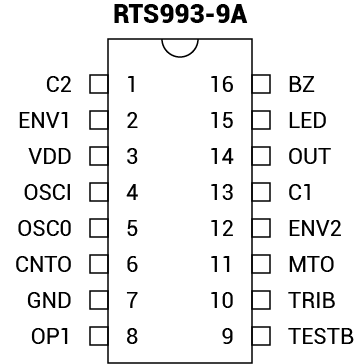 RTS993-9A
C2 1 16 BZ
ENV1 2 15 LED
VDD 3 14 OUT
OSCI 4 13 C1
OSC0 5 12 ENV2
CNTO 6 11 MTO
GND 7 10 TRIB
OP1 8 9 TESTB